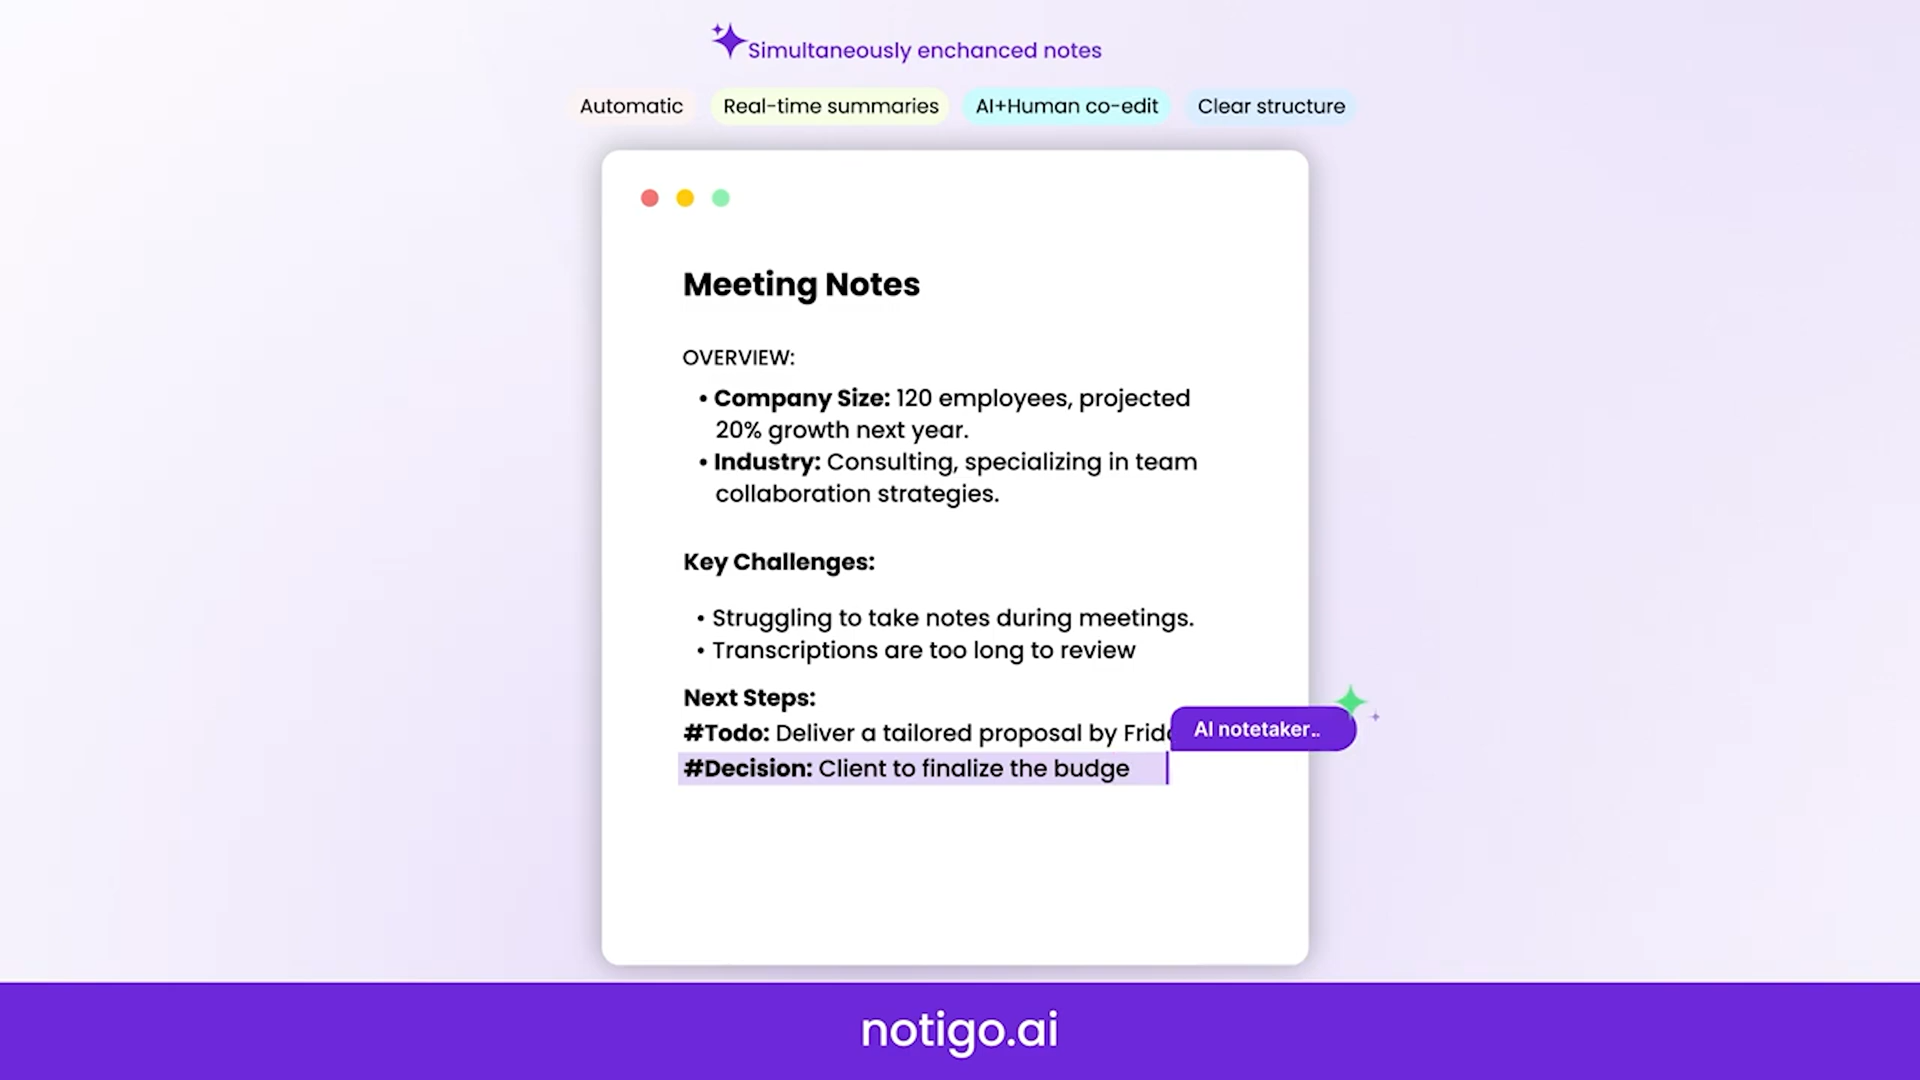 Simultaneously enchanced notes
Automatic
Real-time summaries
AI+Human co-edit
Clear structure
Meeting Notes
OVERVIEW:
• Company Size: 120 employees, projected
20% growth next year.
• Industry: Consulting, specializing in team
collaboration strategies.
Key Challenges:
• Struggling to take notes during meetings.
• Transcriptions are too long to review
Next Steps:
#Todo: Deliver a tailored proposal by
AI notetaker..
#Decision: Client to finalize the budge
notigo.ai